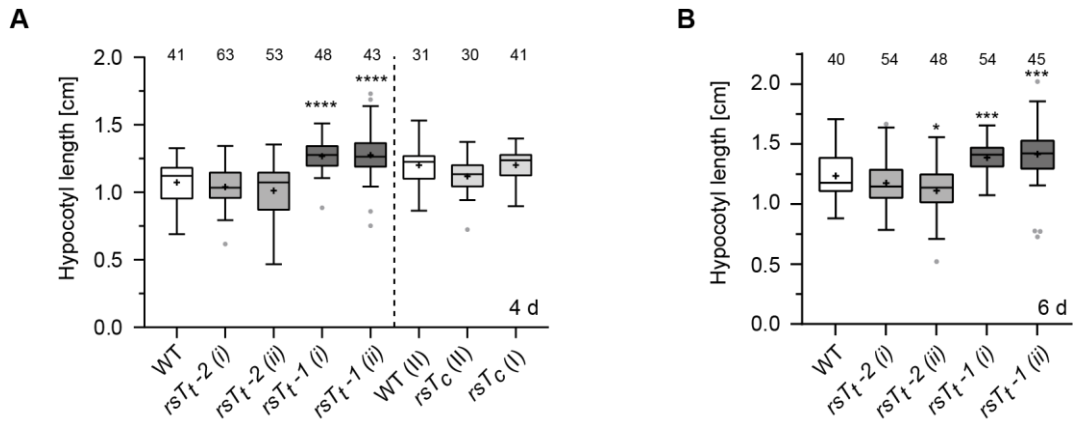 A
41 63 53 48 43 31 30 41
**** ****
Hypocotyl length [cm]
2.0
1.5
1.0
0.5
0.0
4 d
WT
rsTt-2 (i)
rsTt-2 (ii)
rsTt-1 (i)
rsTt-1 (ii)
WT (II)
rsTc (II)
rsTc (I)
B
40 54 48 54 45
* *** ***
Hypocotyl length [cm]
2.0
1.5
1.0
0.5
0.0
6 d
WT
rsTt-2 (i)
rsTt-2 (ii)
rsTt-1 (i)
rsTt-1 (ii)